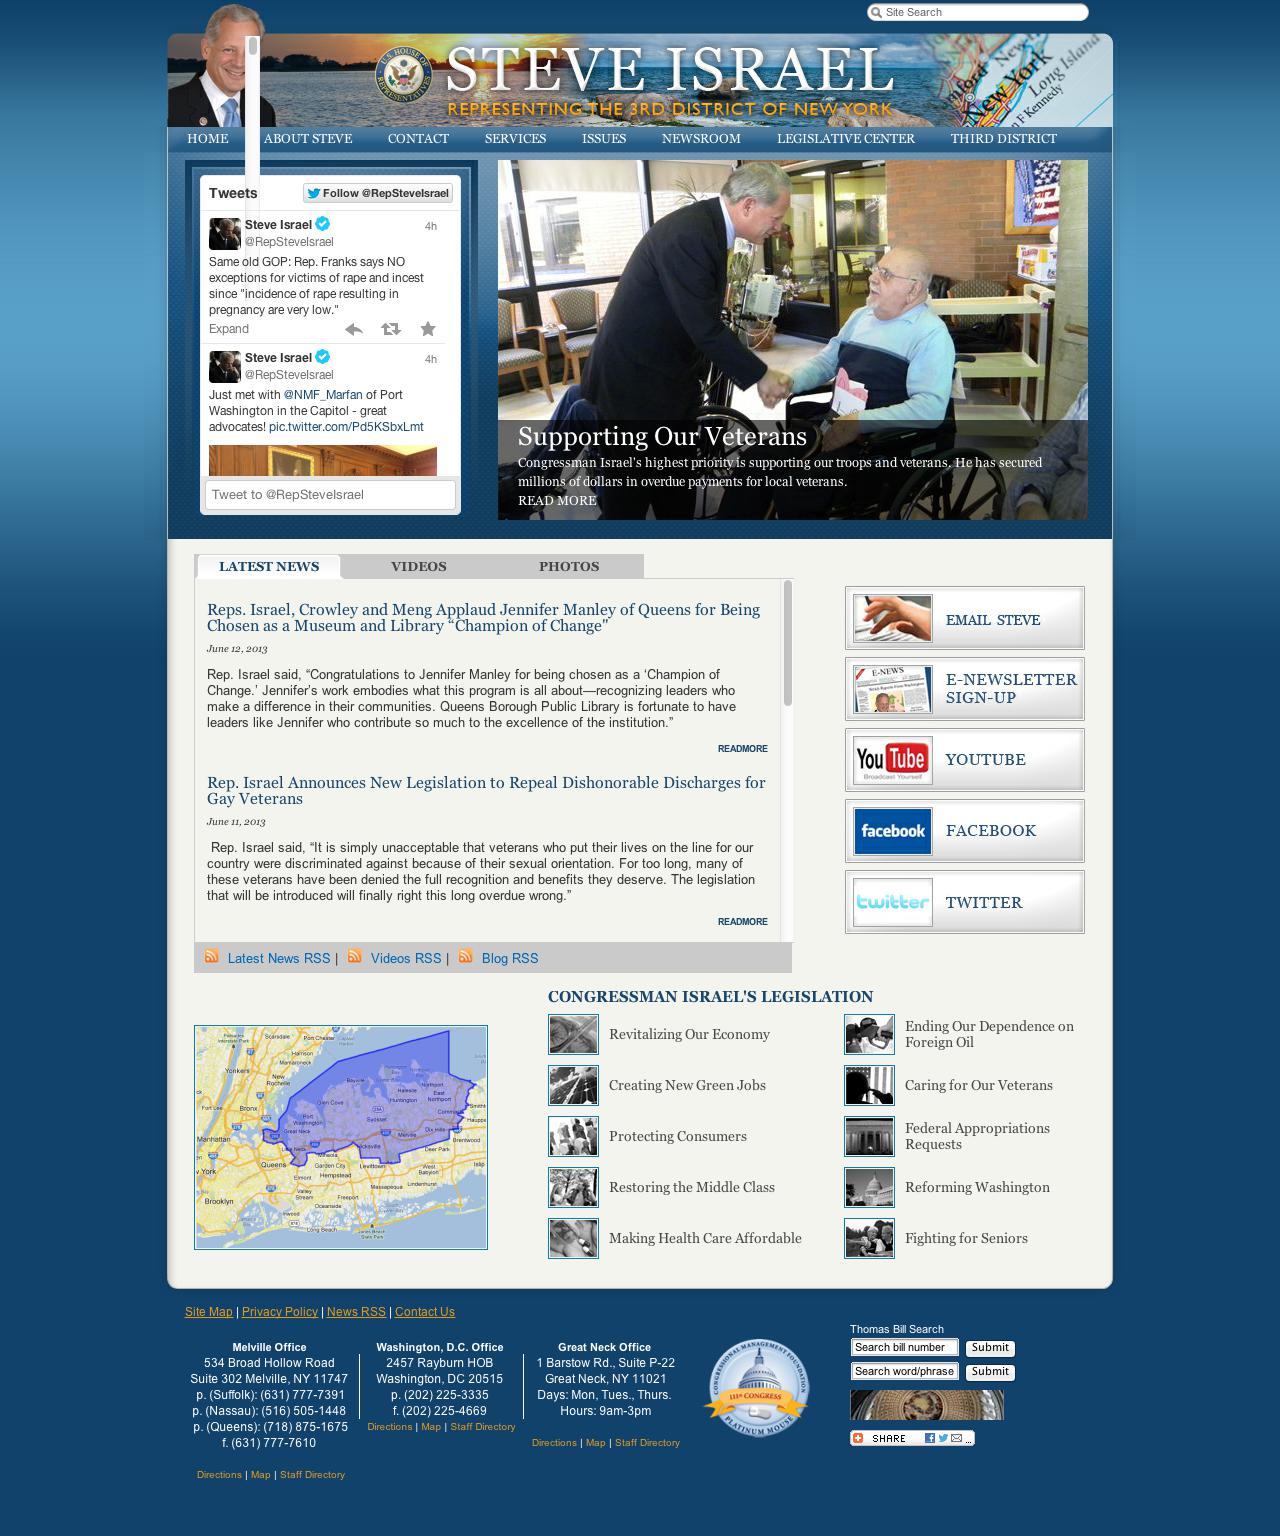 Site Search
STEVE ISRAEL
REPRESENTING THE 3RD DISTRICT OF NEW YORK
HOME ABOUT STEVE CONTACT SERVICES ISSUES NEWSROOM LEGISLATIVE CENTER THIRD DISTRICT
Tweets
Follow @RepSteveIsrael
Steve Israel 4h
@RepSteveIsrael
Same old GOP: Rep. Franks says NO
exceptions for victims of rape and incest
since "incidence of rape resulting in
pregnancy are very low."
Expand
Steve Israel 4h
@RepSteveIsrael
Just met with @NMF_Marfan of Port
Washington in the Capitol - great
advocates! pic.twitter.com/Pd5KSbxLmt
Tweet to @RepSteveIsrael
Supporting Our Veterans
Congressman Israel's highest priority is supporting our troops and veterans. He has secured
millions of dollars in overdue payments for local veterans.
READ MORE
LATEST NEWS VIDEOS PHOTOS
Reps. Israel, Crowley and Meng Applaud Jennifer Manley of Queens for Being
Chosen as a Museum and Library “Champion of Change"
June 12, 2013
Rep. Israel said, “Congratulations to Jennifer Manley for being chosen as a ‘Champion of
Change.’ Jennifer’s work embodies what this program is all about—recognizing leaders who
make a difference in their communities. Queens Borough Public Library is fortunate to have
leaders like Jennifer who contribute so much to the excellence of the institution.”
READMORE
Rep. Israel Announces New Legislation to Repeal Dishonorable Discharges for
Gay Veterans
June 11, 2013
Rep. Israel said, “It is simply unacceptable that veterans who put their lives on the line for our
country were discriminated against because of their sexual orientation. For too long, many of
these veterans have been denied the full recognition and benefits they deserve. The legislation
that will be introduced will finally right this long overdue wrong.”
READMORE
Latest News RSS | Videos RSS | Blog RSS
EMAIL STEVE
E-NEWS
E-NEWSLETTER
SIGN-UP
YouTube
Broadcast Yourself
YOUTUBE
facebook
FACEBOOK
twitter
TWITTER
CONGRESSMAN ISRAEL'S LEGISLATION
Revitalizing Our Economy
Creating New Green Jobs
Protecting Consumers
Restoring the Middle Class
Making Health Care Affordable
Ending Our Dependence on
Foreign Oil
Caring for Our Veterans
Federal Appropriations
Requests
Reforming Washington
Fighting for Seniors
Site Map | Privacy Policy | News RSS | Contact Us
Melville Office
534 Broad Hollow Road
Suite 302 Melville, NY 11747
p. (Suffolk): (631) 777-7391
p. (Nassau): (516) 505-1448
p. (Queens): (718) 875-1675
f. (631) 777-7610
Directions | Map | Staff Directory
Washington, D.C. Office
2457 Rayburn HOB
Washington, DC 20515
p. (202) 225-3335
f. (202) 225-4669
Directions | Map | Staff Directory
Great Neck Office
1 Barstow Rd., Suite P-22
Great Neck, NY 11021
Days: Mon, Tues., Thurs.
Hours: 9am-3pm
Directions | Map | Staff Directory
CONGRESSIONAL MANAGEMENT FOUNDATION
111th CONGRESS
PLATINUM MOUSE
Thomas Bill Search
Search bill number Submit
Search word/phrase Submit
SHARE ...